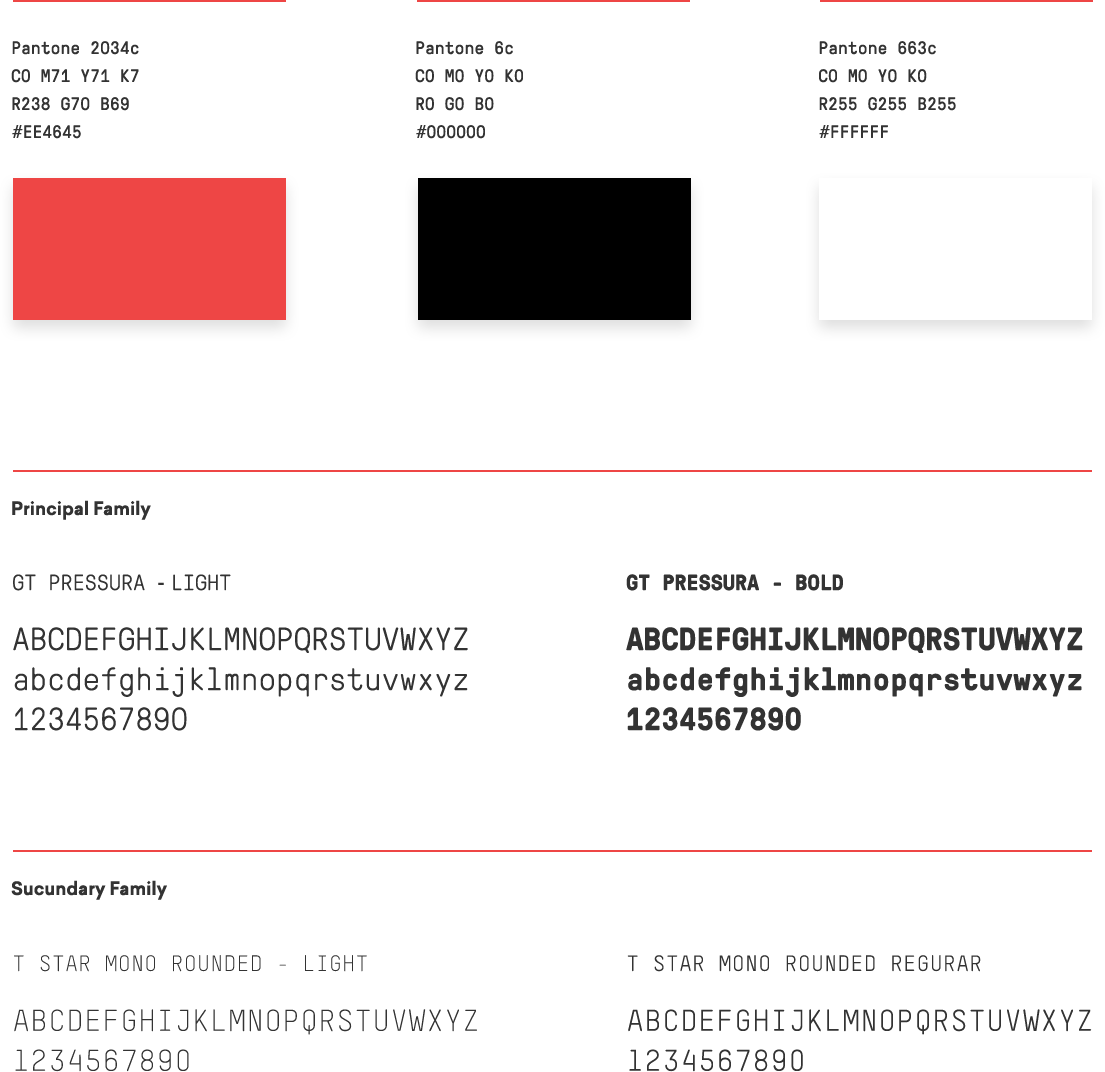 Pantone 2034c
C0 M71 Y71 K7
R238 G70 B69
#EE4645
Pantone 6c
C0 M0 Y0 K0
R0 G0 B0
#000000
Pantone 663c
C0 M0 Y0 K0
R255 G255 B255
#FFFFFF
Principal Family
GT PRESSURA - LIGHT
ABCDEFGHIJKLMNOPQRSTUVWXYZ
abcdefghijklmnopqrstuvwxyz
1234567890
GT PRESSURA - BOLD
ABCDEFGHIJKLMNOPQRSTUVWXYZ
abcdefghijklmnopqrstuvwxyz
1234567890
Sucundary Family
T STAR MONO ROUNDED - LIGHT
ABCDEFGHIJKLMNOPQRSTUVWXYZ
1234567890
T STAR MONO ROUNDED REGURAR
ABCDEFGHIJKLMNOPQRSTUVWXYZ
1234567890